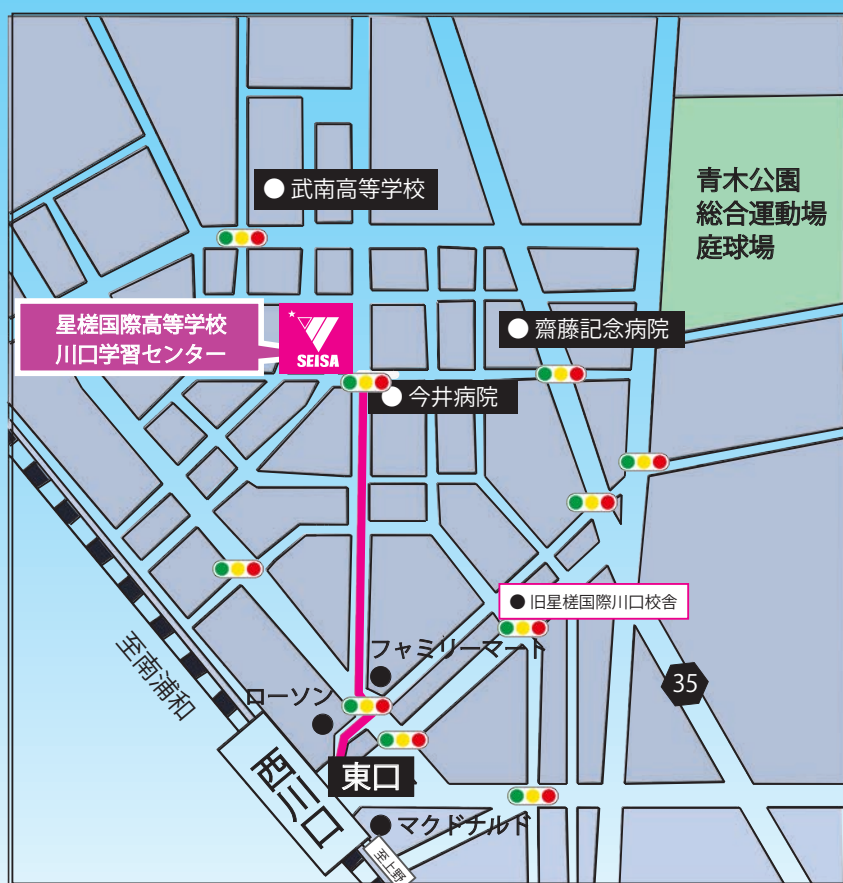 武南高等学校
青木公園
総合運動場
庭球場
星槎国際高等学校
川口学習センター
SEISA
齋藤記念病院
今井病院
旧星槎国際川口校舎
至南浦和
フャミリーマート
ローソン
35
西川口
東口
マクドナルド
至上野